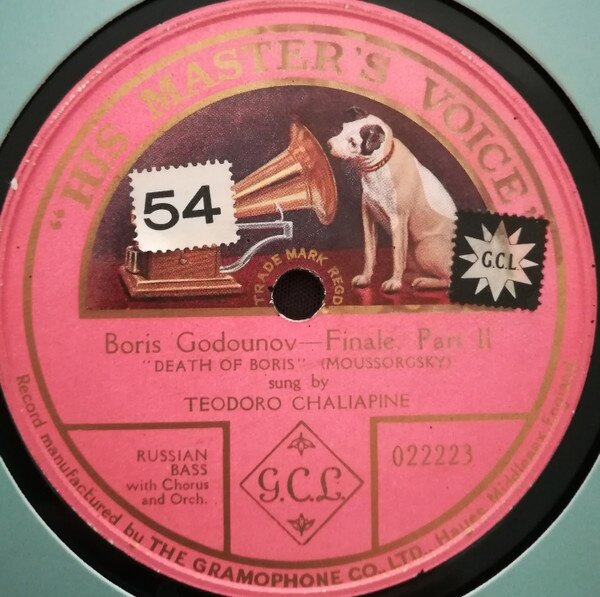 "HIS MASTER'S VOICE"
54
G.C.L.
TRADE MARK REGD
Boris Godounov—Finale, Part II
"DEATH OF BORIS" (MOUSSORGSKY)
sung by
TEODORO CHALIAPINE
RUSSIAN
BASS
with Chorus
and Orch.
G.C.L.
022223
Record manufactured by THE GRAMOPHONE CO., LTD., Hayes, Middlesex, England